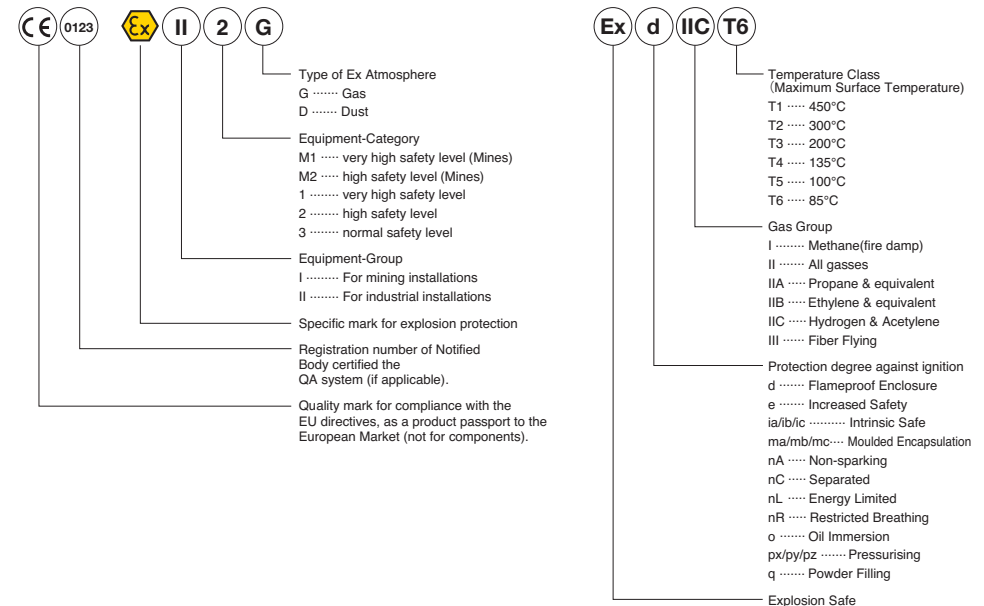 CE 0123 Ex II 2 G
Type of Ex Atmosphere
G ······· Gas
D ······· Dust
Equipment-Category
M1 ····· very high safety level (Mines)
M2 ····· high safety level (Mines)
1 ········ very high safety level
2 ········ high safety level
3 ········ normal safety level
Equipment-Group
I ········· For mining installations
II ········ For industrial installations
Specific mark for explosion protection
Registration number of Notified
Body certified the
QA system (if applicable).
Quality mark for compliance with the
EU directives, as a product passport to the
European Market (not for components).
Ex d IIC T6
Temperature Class
(Maximum Surface Temperature)
T1 ····· 450°C
T2 ····· 300°C
T3 ····· 200°C
T4 ····· 135°C
T5 ····· 100°C
T6 ····· 85°C
Gas Group
I ········ Methane(fire damp)
II ······· All gasses
IIA ····· Propane & equivalent
IIB ····· Ethylene & equivalent
IIC ····· Hydrogen & Acetylene
III ······ Fiber Flying
Protection degree against ignition
d ······· Flameproof Enclosure
e ······· Increased Safety
ia/ib/ic ·········· Intrinsic Safe
ma/mb/mc···· Moulded Encapsulation
nA ····· Non-sparking
nC ····· Separated
nL ····· Energy Limited
nR ····· Restricted Breathing
o ······· Oil Immersion
px/py/pz ······· Pressurising
q ······· Powder Filling
Explosion Safe